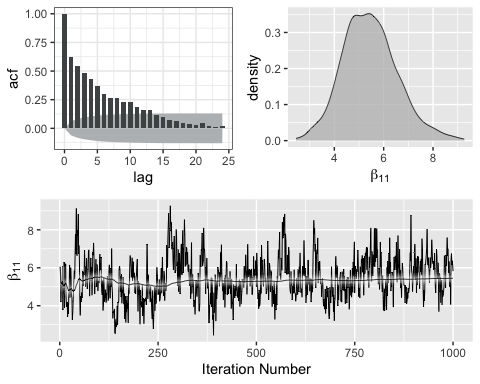 1.00
0.75
0.50
0.25
0.00
acf
0 5 10 15 20 25
lag
0.3
0.2
0.1
0.0
density
4 6 8
β₁₁
8
6
4
β₁₁
0 250 500 750 1000
Iteration Number